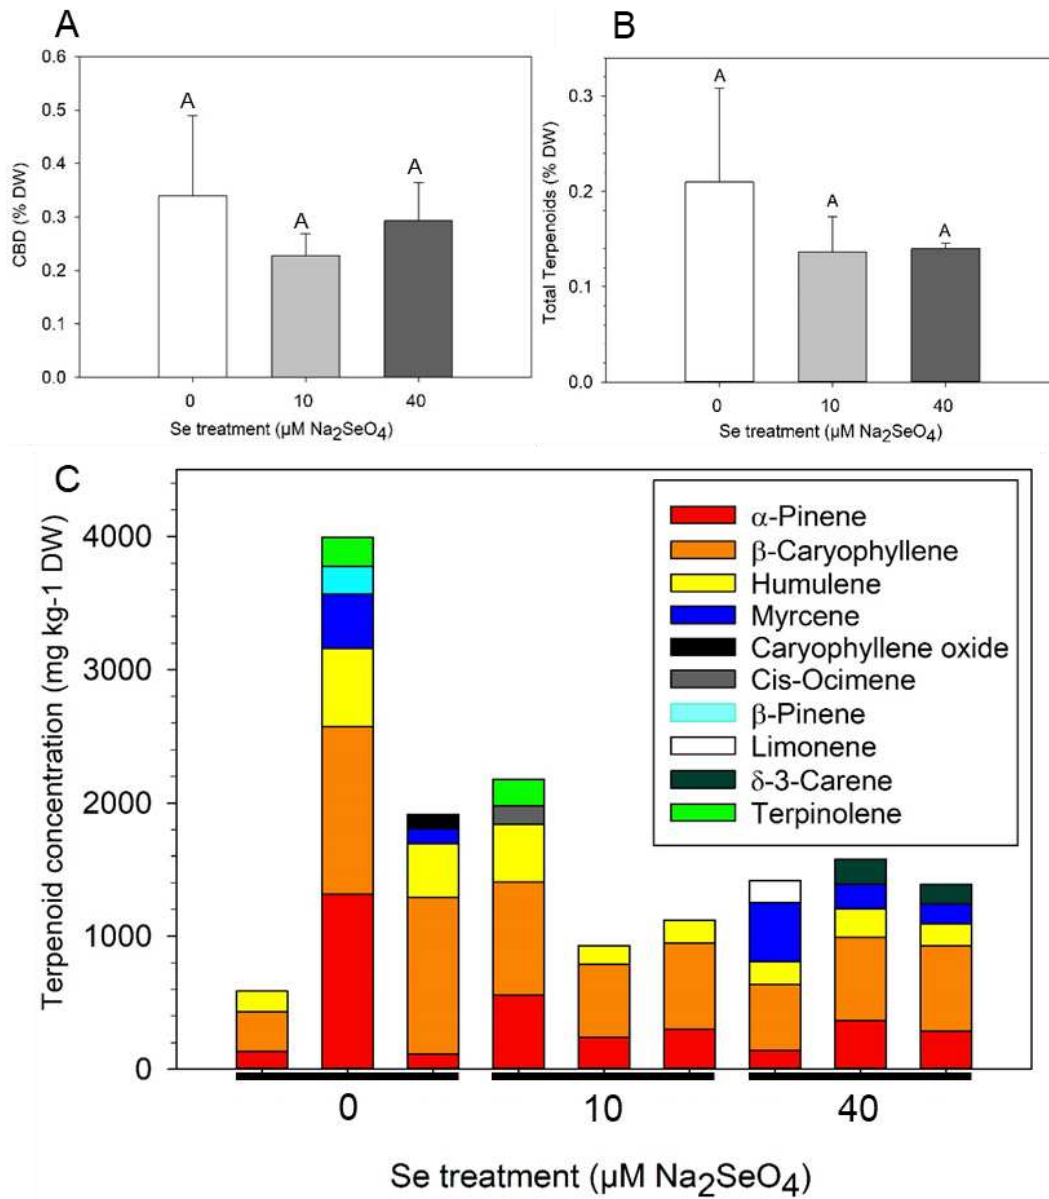 A
B
0.6
0.5
0.4
0.3
0.2
0.1
0.0
CBD (% DW)
A
A
A
0
10
40
Se treatment (µM Na₂SeO₄)
0.3
0.2
0.1
0.0
Total Terpenoids (% DW)
A
A
A
0
10
40
Se treatment (µM Na₂SeO₄)
C
4000
3000
2000
1000
0
Terpenoid concentration (mg kg-1 DW)
α-Pinene
β-Caryophyllene
Humulene
Myrcene
Caryophyllene oxide
Cis-Ocimene
β-Pinene
Limonene
δ-3-Carene
Terpinolene
0
10
40
Se treatment (µM Na₂SeO₄)